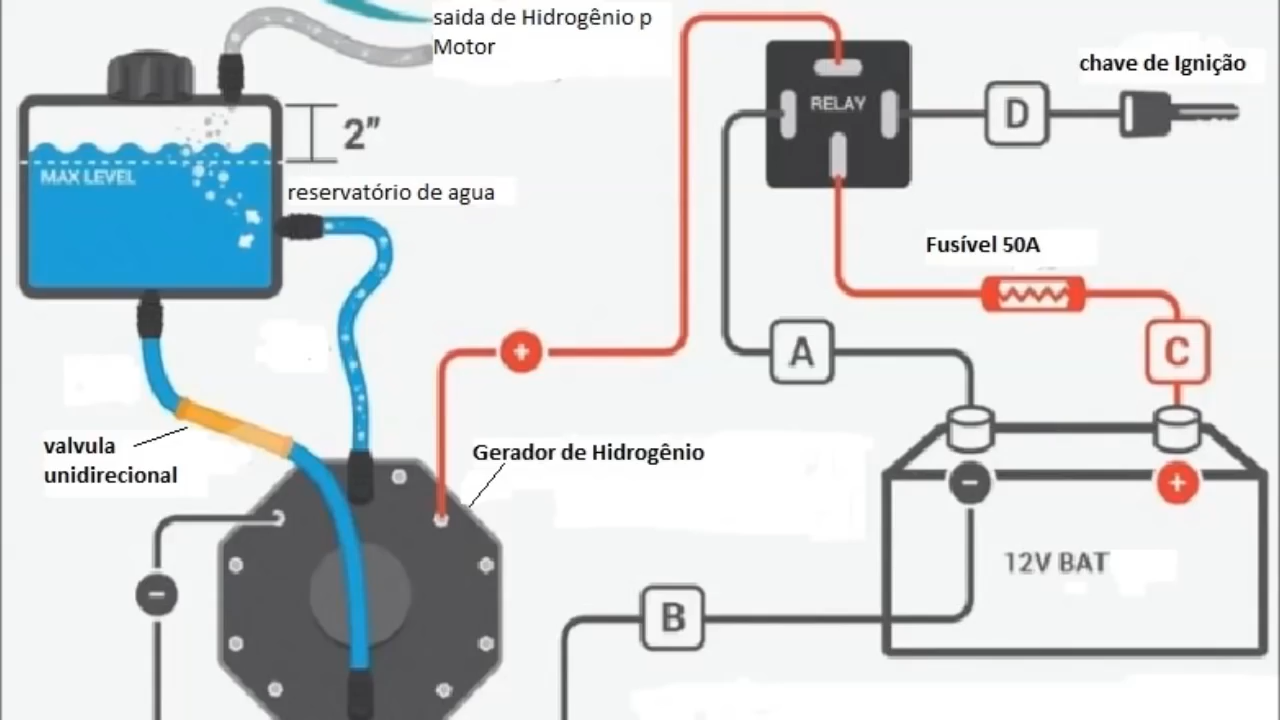 saida de Hidrogênio p
Motor
chave de Ignição
RELAY
D
2"
MAX LEVEL
reservatório de agua
Fusível 50A
+
A
C
valvula
unidirecional
Gerador de Hidrogênio
-
+
12V BAT
-
B